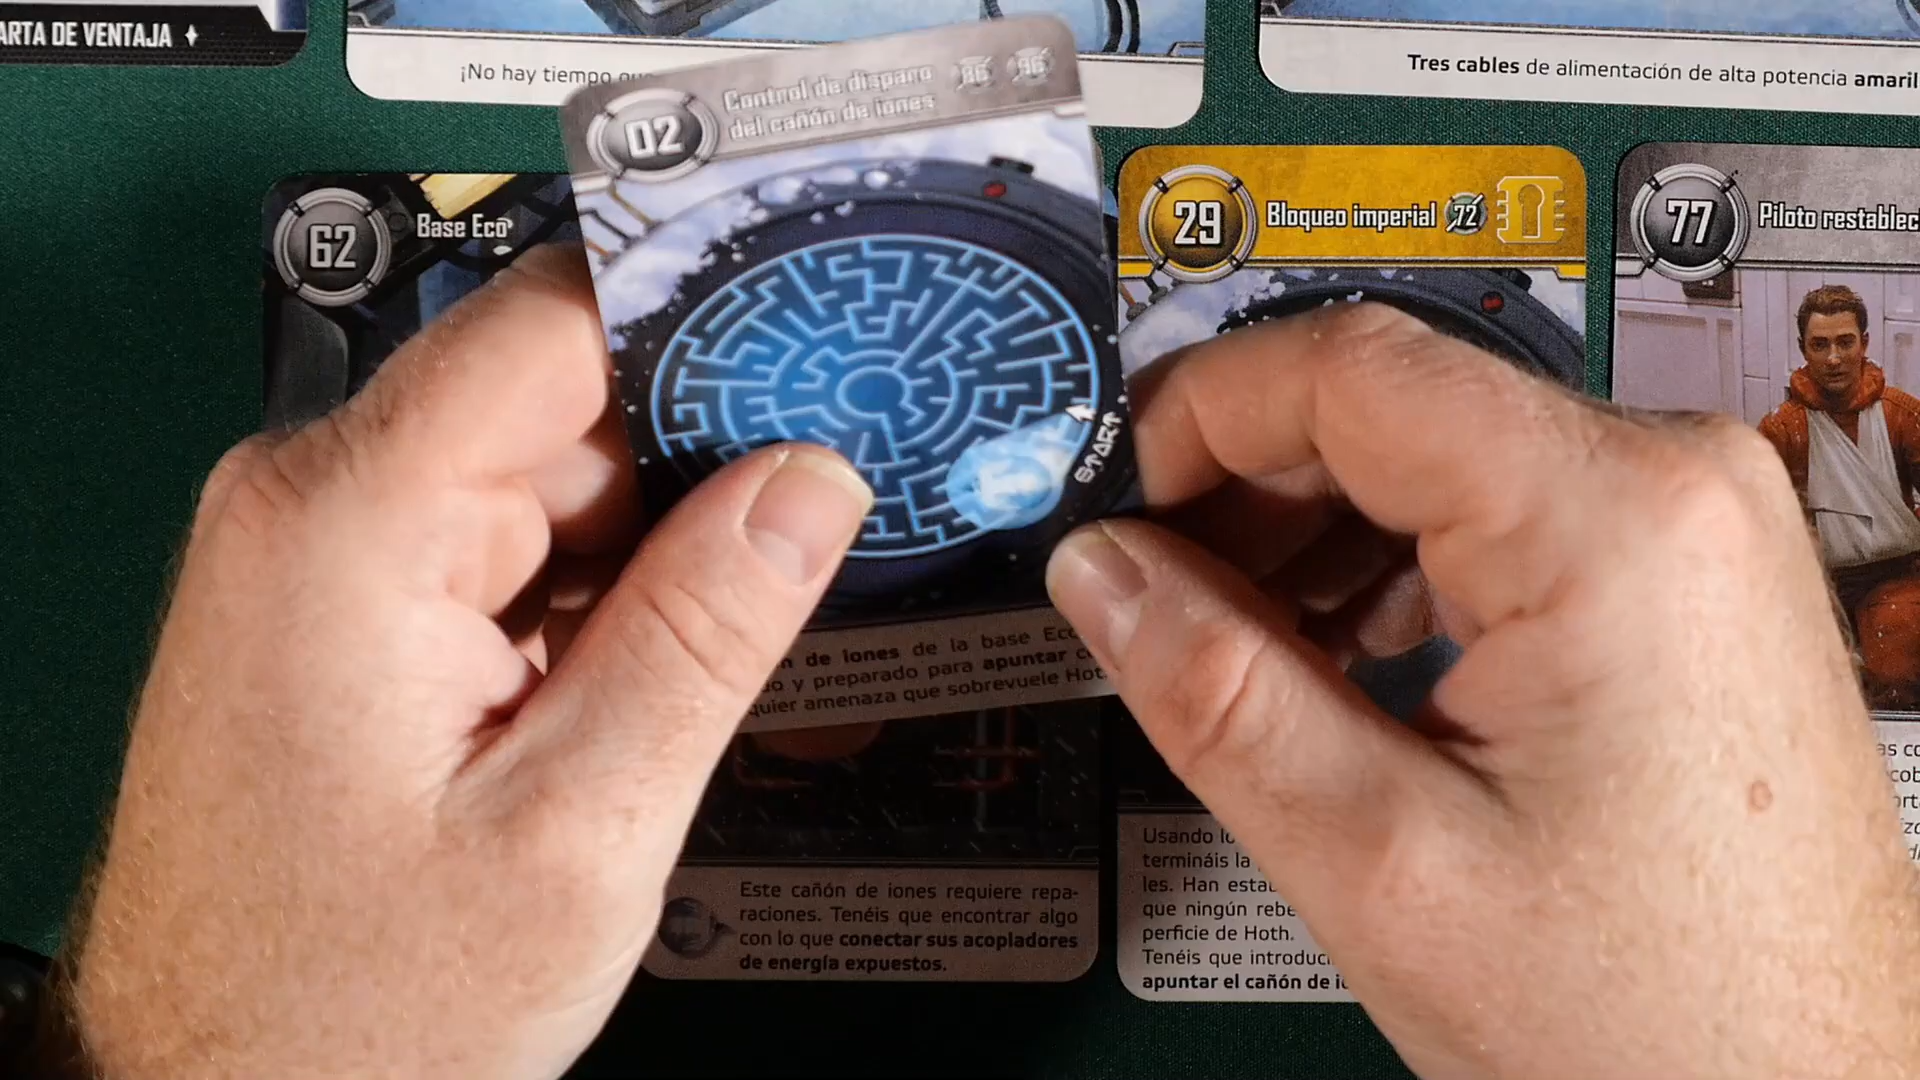 ARTA DE VENTAJA
¡No hay tiempo
Tres cables de alimentación de alta potencia amaril
02
Control de disparo
del cañón de iones
86 96
START
n de iones de la base Eco
y preparado para apuntar
quier amenaza que sobrevuele Hot
62
Base Eco
Este cañón de iones requiere repa-
raciones. Tenéis que encontrar algo
con lo que conectar sus acopladores
de energía expuestos.
29
Bloqueo imperial
72
Usando lo
termináis la
les. Han esta
que ningún rebe
perficie de Hoth.
Tenéis que introduci
apuntar el cañón de i
77
Piloto restablec
as co